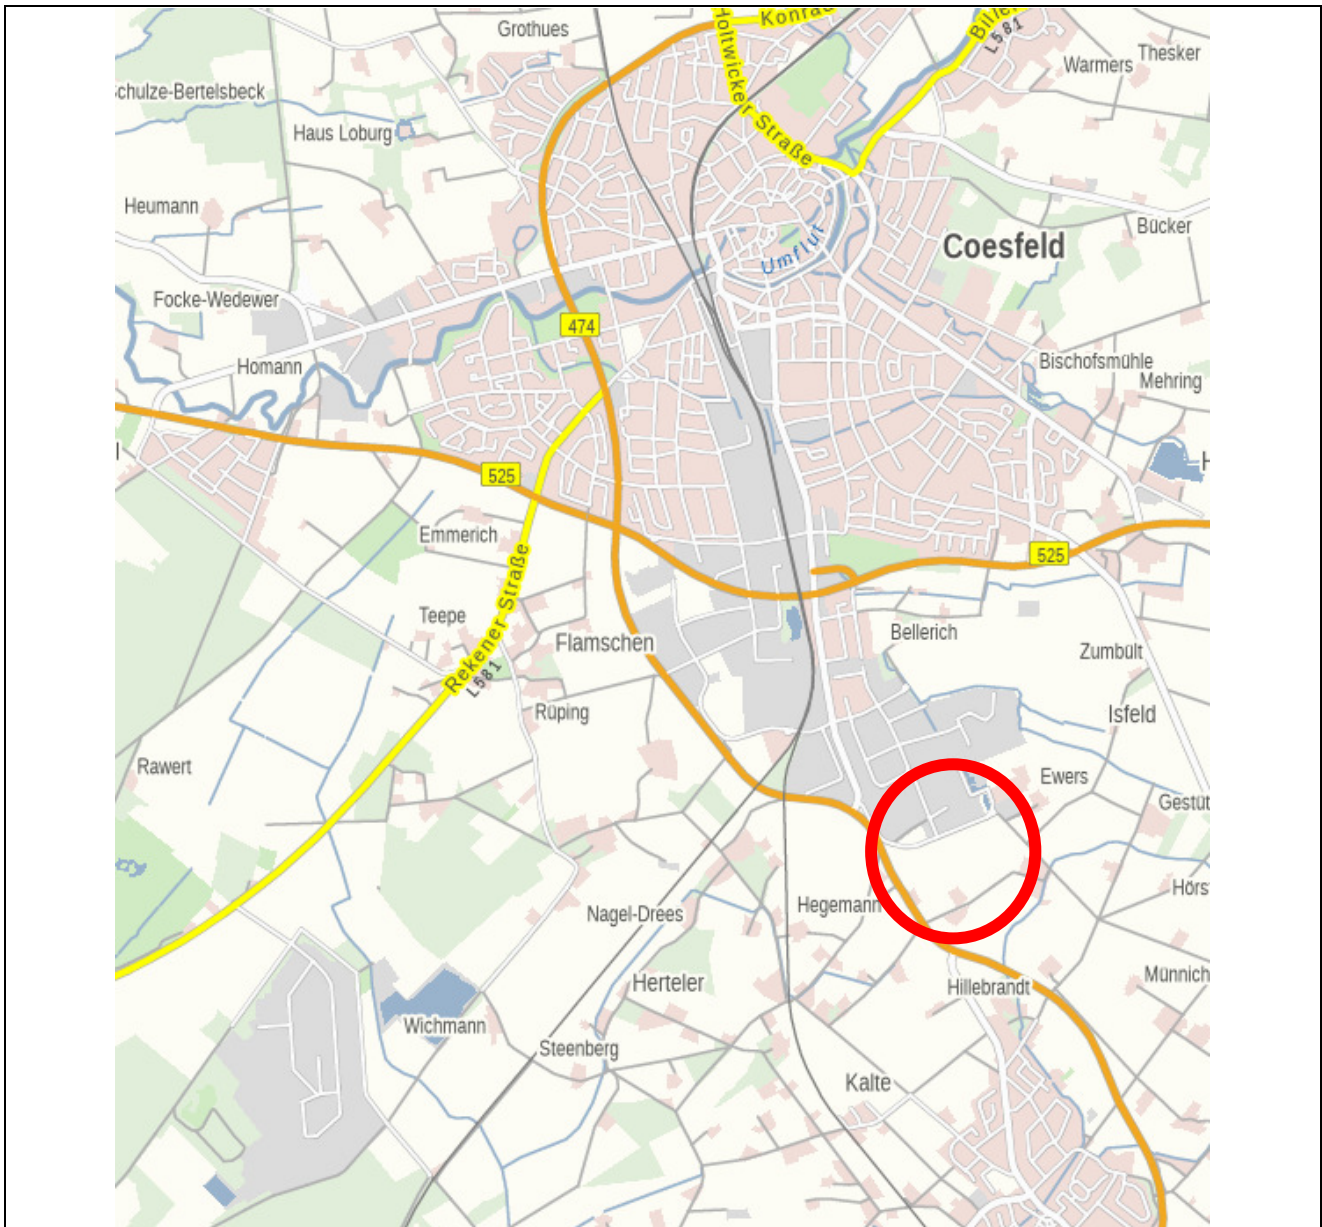 Grothues
Konrad
Holtwicker Straße
L581
Warmers
Thesker
Schulze-Bertelsbeck
Haus Loburg
Heumann
Bücker
Umflut
Coesfeld
Focke-Wedewer
474
Homann
Bischofsmühle
Mehring
525
Emmerich
525
Teepe
Rekener Straße
L581
Flamschen
Bellerich
Zumbült
Rüping
Isfeld
Rawert
Ewers
Gestüt
Hörs
Nagel-Drees
Hegemann
Herteler
Hillebrandt
Münnich
Wichmann
Steenberg
Kalte